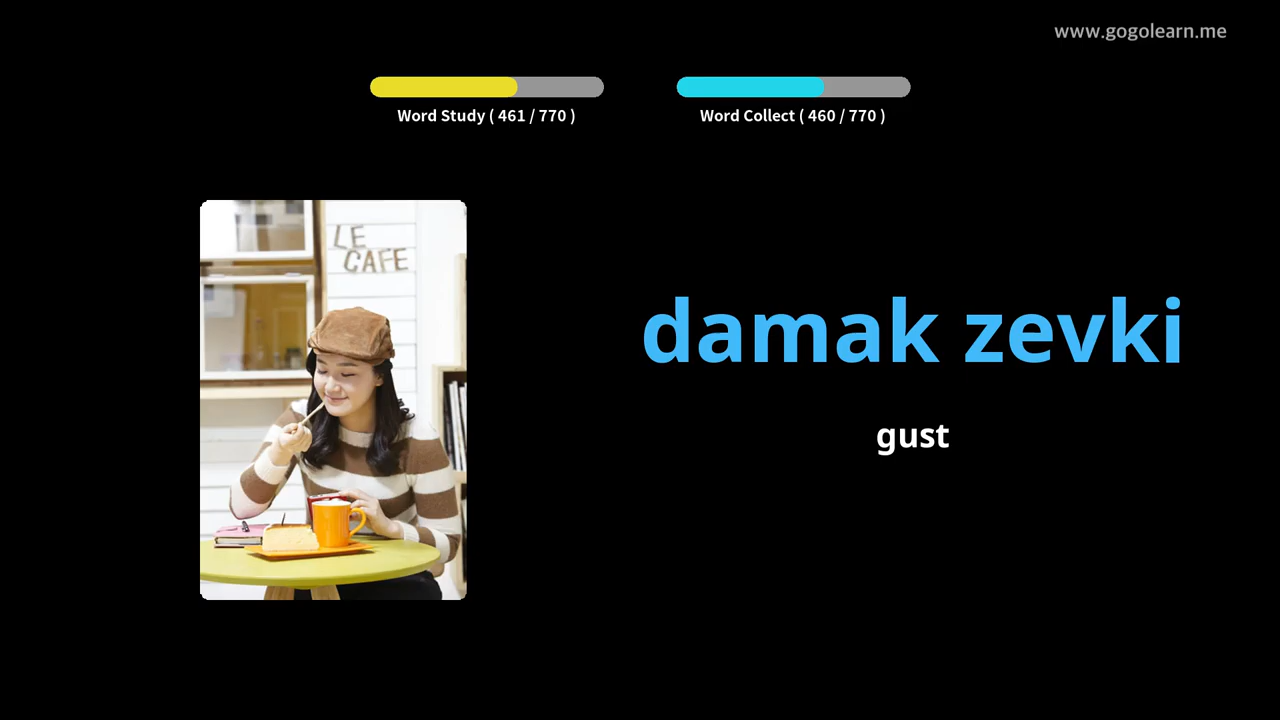 www.gogolearn.me
Word Study ( 461 / 770 )
Word Collect ( 460 / 770 )
LE
CAFE
damak zevki
gust